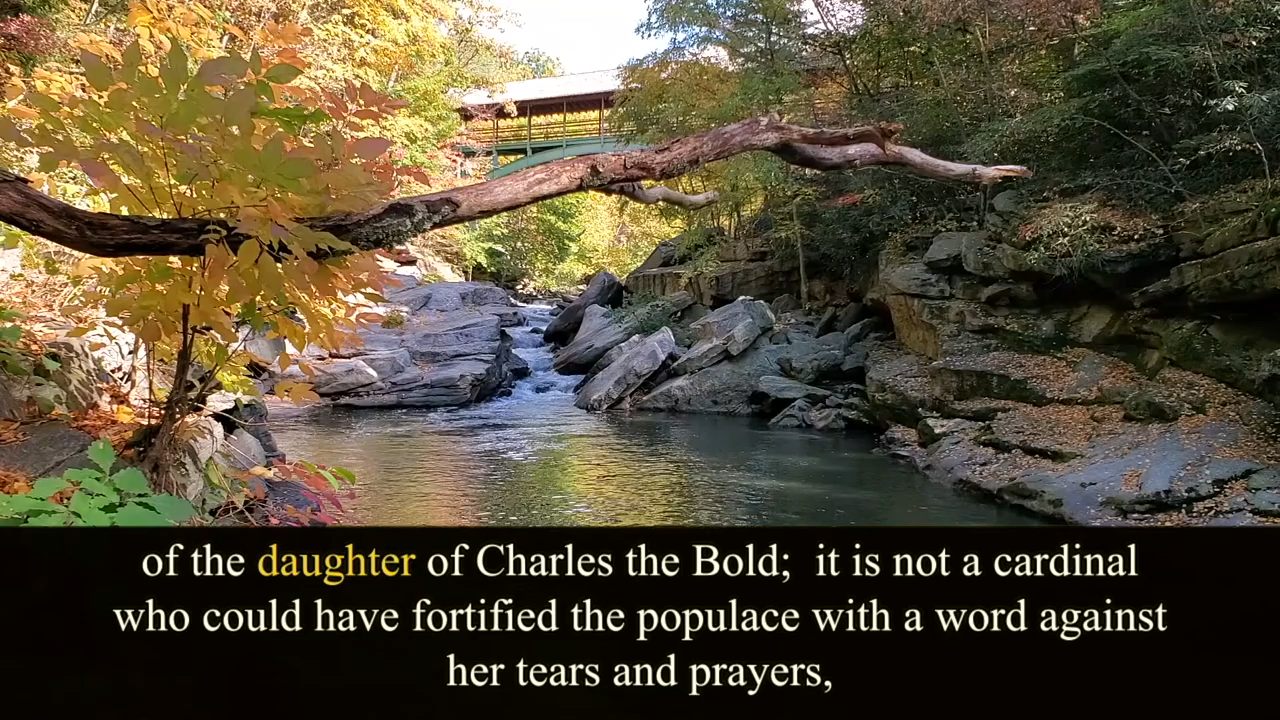 of the daughter of Charles the Bold;  it is not a cardinal
who could have fortified the populace with a word against
her tears and prayers,